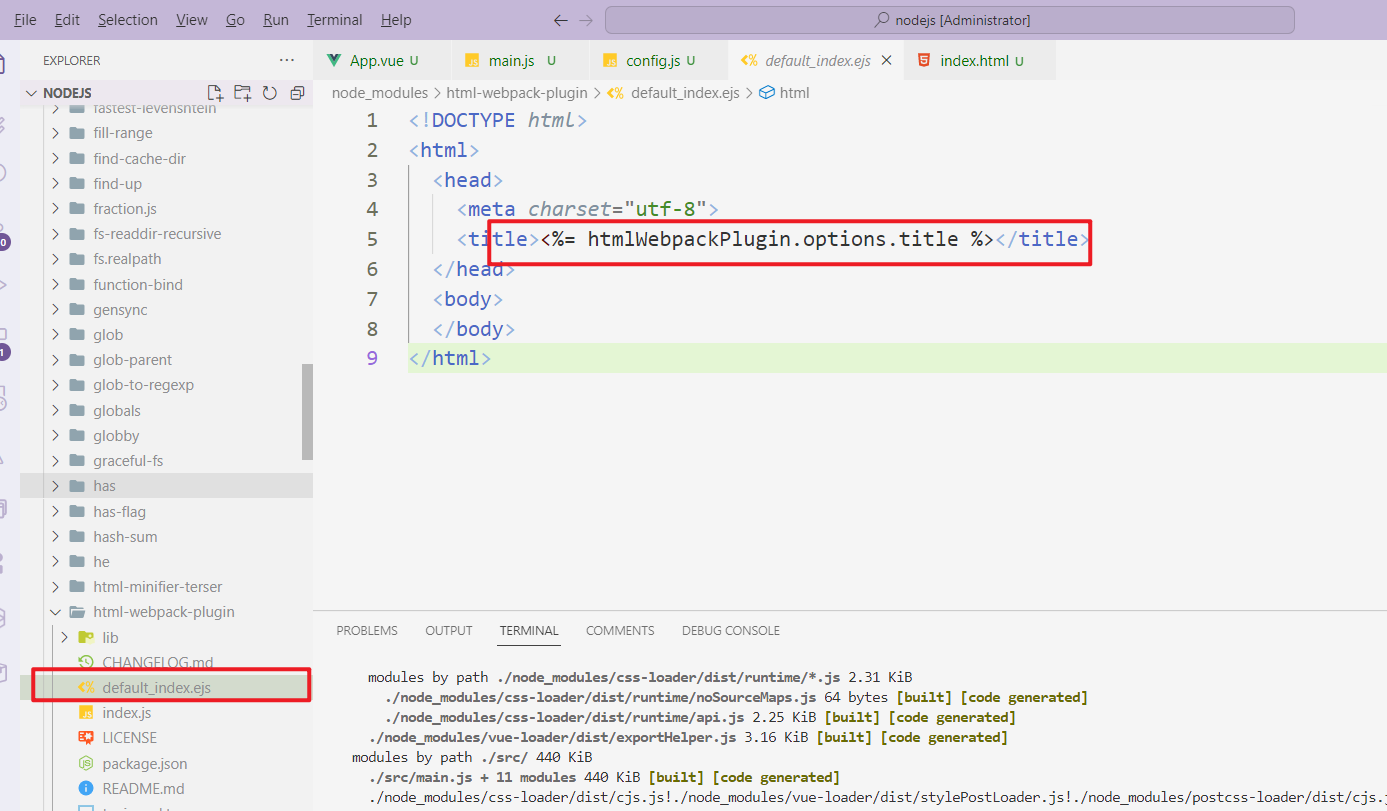 File Edit Selection View Go Run Terminal Help
nodejs [Administrator]
EXPLORER
NODEJS
fastest-levenshtein
fill-range
find-cache-dir
find-up
fraction.js
fs-readdir-recursive
fs.realpath
function-bind
gensync
glob
glob-parent
glob-to-regexp
globals
globby
graceful-fs
has
has-flag
hash-sum
he
html-minifier-terser
html-webpack-plugin
lib
CHANGELOG.md
default_index.ejs
index.js
LICENSE
package.json
README.md
App.vue U main.js U config.js U default_index.ejs index.html U
node_modules > html-webpack-plugin > default_index.ejs > html
1 <!DOCTYPE html>
2 <html>
3 <head>
4 <meta charset="utf-8">
5 <title><%= htmlWebpackPlugin.options.title %></title>
6 </head>
7 <body>
8 </body>
9 </html>
PROBLEMS OUTPUT TERMINAL COMMENTS DEBUG CONSOLE
modules by path ./node_modules/css-loader/dist/runtime/*.js 2.31 KiB
./node_modules/css-loader/dist/runtime/noSourceMaps.js 64 bytes [built] [code generated]
./node_modules/css-loader/dist/runtime/api.js 2.25 KiB [built] [code generated]
./node_modules/vue-loader/dist/exportHelper.js 3.16 KiB [built] [code generated]
modules by path ./src/ 440 KiB
./src/main.js + 11 modules 440 KiB [built] [code generated]
./node_modules/css-loader/dist/cjs.js!./node_modules/vue-loader/dist/stylePostLoader.js!./node_modules/postcss-loader/dist/cjs.